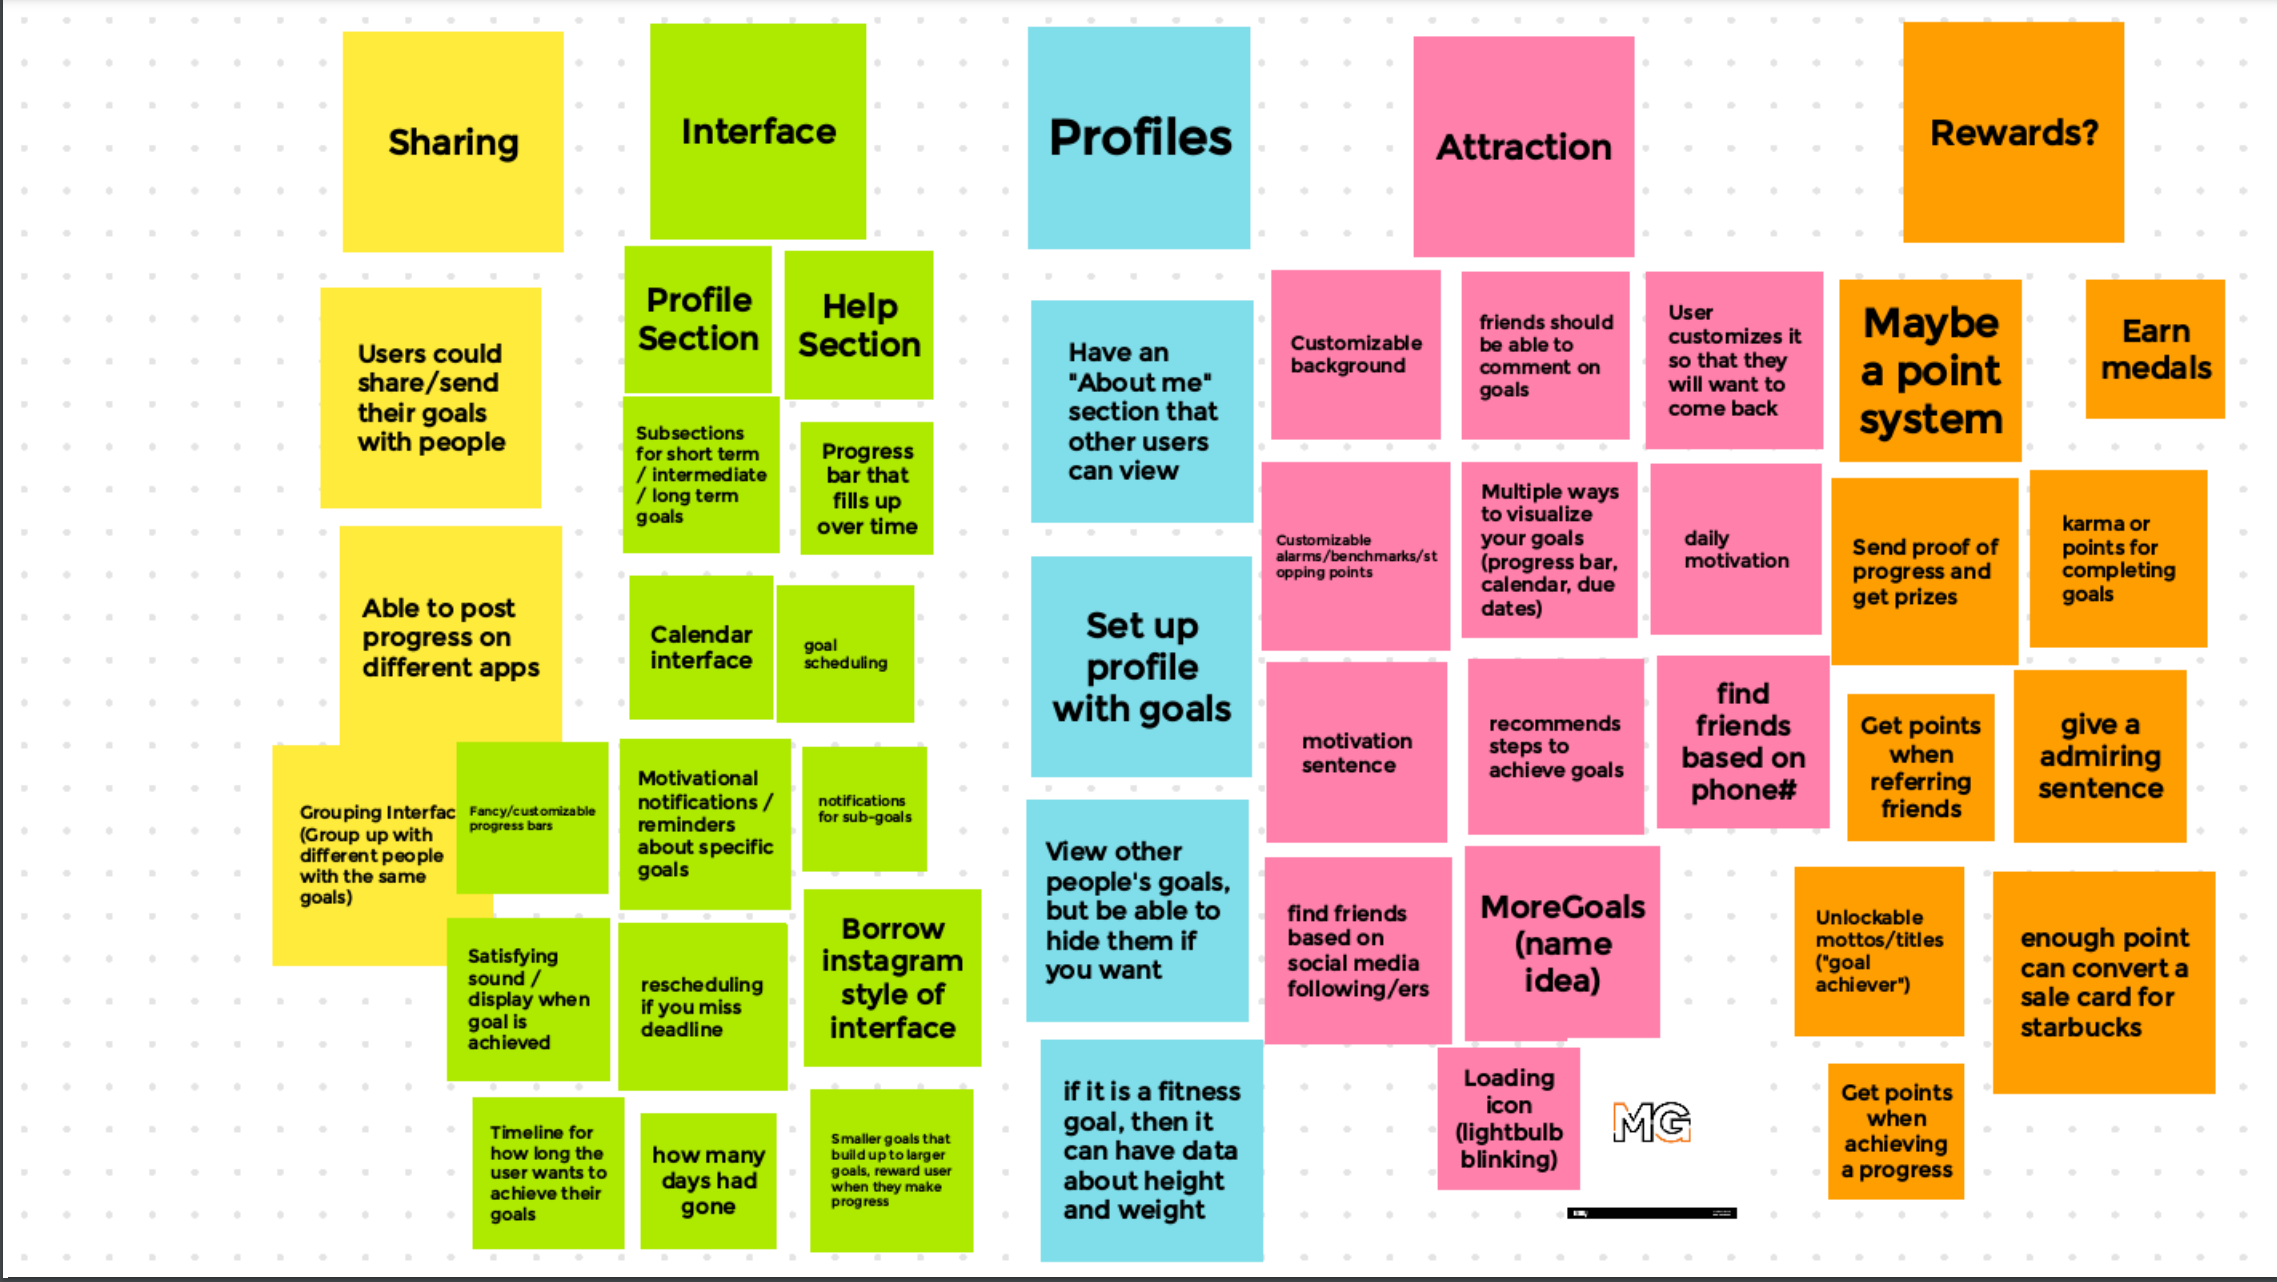 Sharing
Users could
share/send
their goals
with people
Able to post
progress on
different apps
Grouping Interfac
(Group up with
different people
with the same
goals)
Interface
Profile
Section
Help
Section
Subsections
for short term
/ intermediate
/ long term
goals
Progress
bar that
fills up
over time
Calendar
interface
goal
scheduling
Fancy/customizable
progress bars
Motivational
notifications /
reminders
about specific
goals
notifications
for sub-goals
Satisfying
sound /
display when
goal is
achieved
rescheduling
if you miss
deadline
Borrow
instagram
style of
interface
Timeline for
how long the
user wants to
achieve their
goals
how many
days had
gone
Smaller goals that
build up to larger
goals, reward user
when they make
progress
Profiles
Have an
"About me"
section that
other users
can view
Set up
profile
with goals
View other
people's goals,
but be able to
hide them if
you want
if it is a fitness
goal, then it
can have data
about height
and weight
Attraction
Customizable
background
friends should
be able to
comment on
goals
User
customizes it
so that they
will want to
come back
Customizable
alarms/benchmarks/st
opping points
Multiple ways
to visualize
your goals
(progress bar,
calendar, due
dates)
daily
motivation
motivation
sentence
recommends
steps to
achieve goals
find
friends
based on
phone#
find friends
based on
social media
following/ers
MoreGoals
(name
idea)
Loading
icon
(lightbulb
blinking)
MG
Rewards?
Maybe
a point
system
Earn
medals
Send proof of
progress and
get prizes
karma or
points for
completing
goals
Get points
when
referring
friends
give a
admiring
sentence
Unlockable
mottos/titles
("goal
achiever")
enough point
can convert a
sale card for
starbucks
Get points
when
achieving
a progress